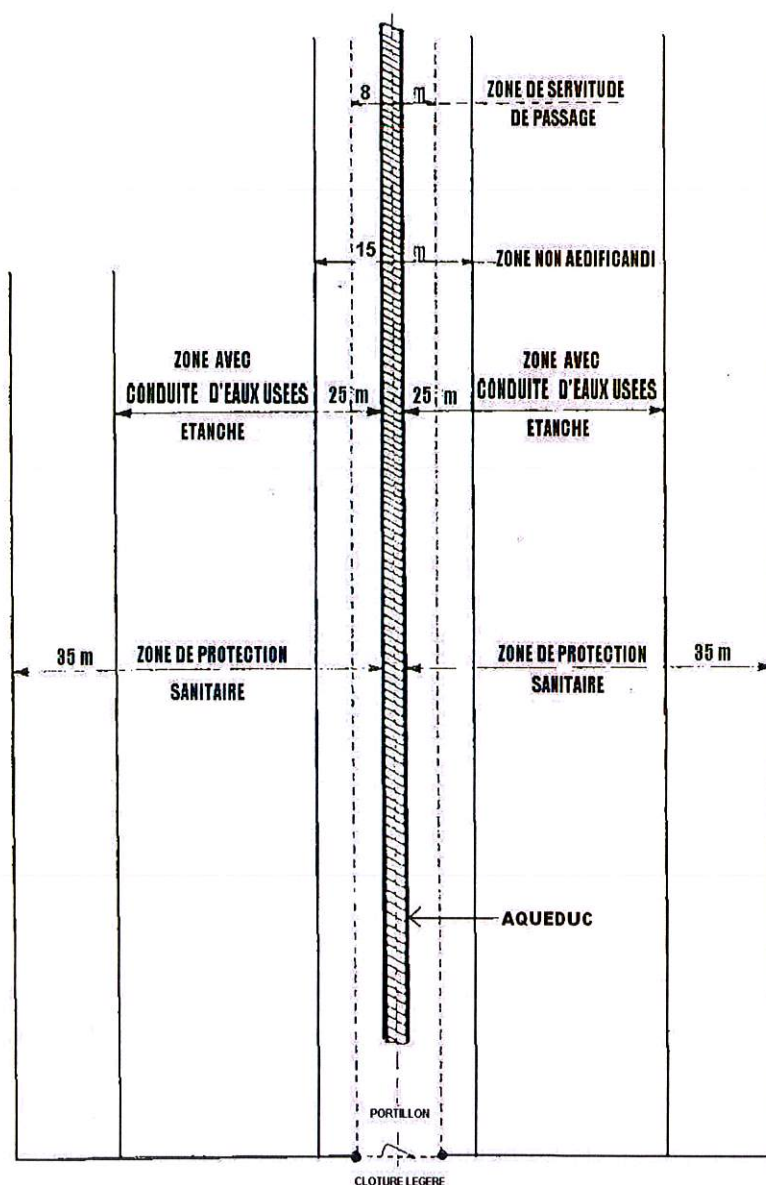 8 m
ZONE DE SERVITUDE
DE PASSAGE
15 m
ZONE NON AEDIFICANDI
ZONE AVEC
CONDUITE D'EAUX USEES
ETANCHE
25 m
25 m
ZONE AVEC
CONDUITE D'EAUX USEES
ETANCHE
35 m
ZONE DE PROTECTION
SANITAIRE
ZONE DE PROTECTION
SANITAIRE
35 m
AQUEDUC
PORTILLON
CLOTURE LEGERE